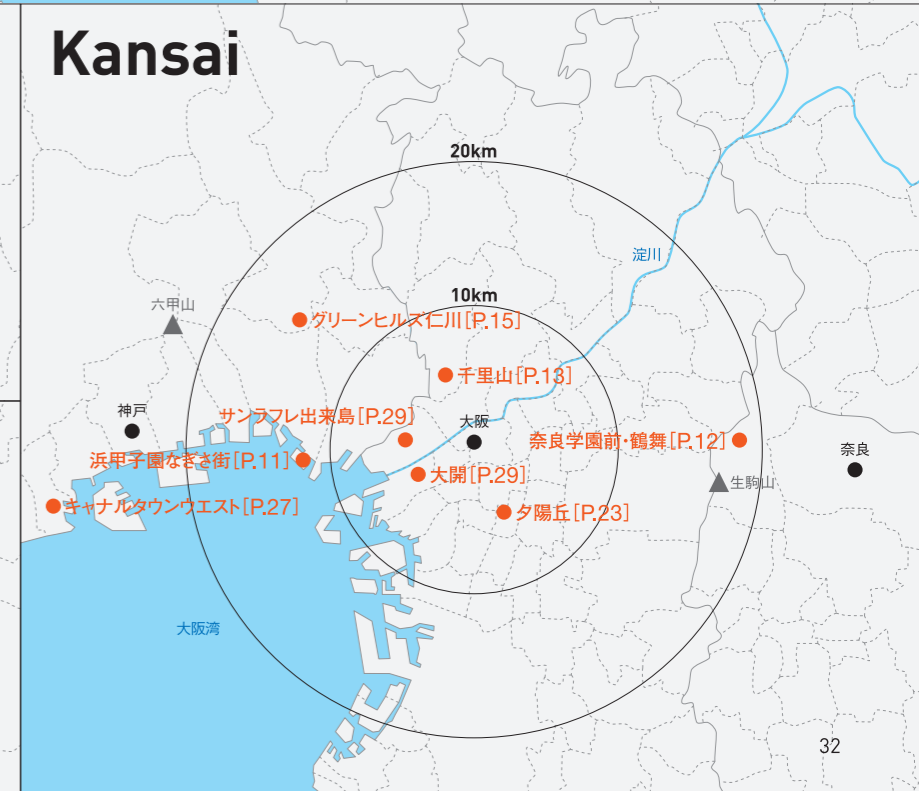 Kansai
20km
淀川
10km
六甲山
グリーンヒルズ仁川[P.15]
千里山[P.13]
神戸
サンラフレ出来島[P.29]
大阪
奈良学園前・鶴舞[P.12]
奈良
浜甲子園なぎさ街[P.11]
大開[P.29]
生駒山
キャナルタウンウエスト[P.27]
夕陽丘[P.23]
大阪湾
32